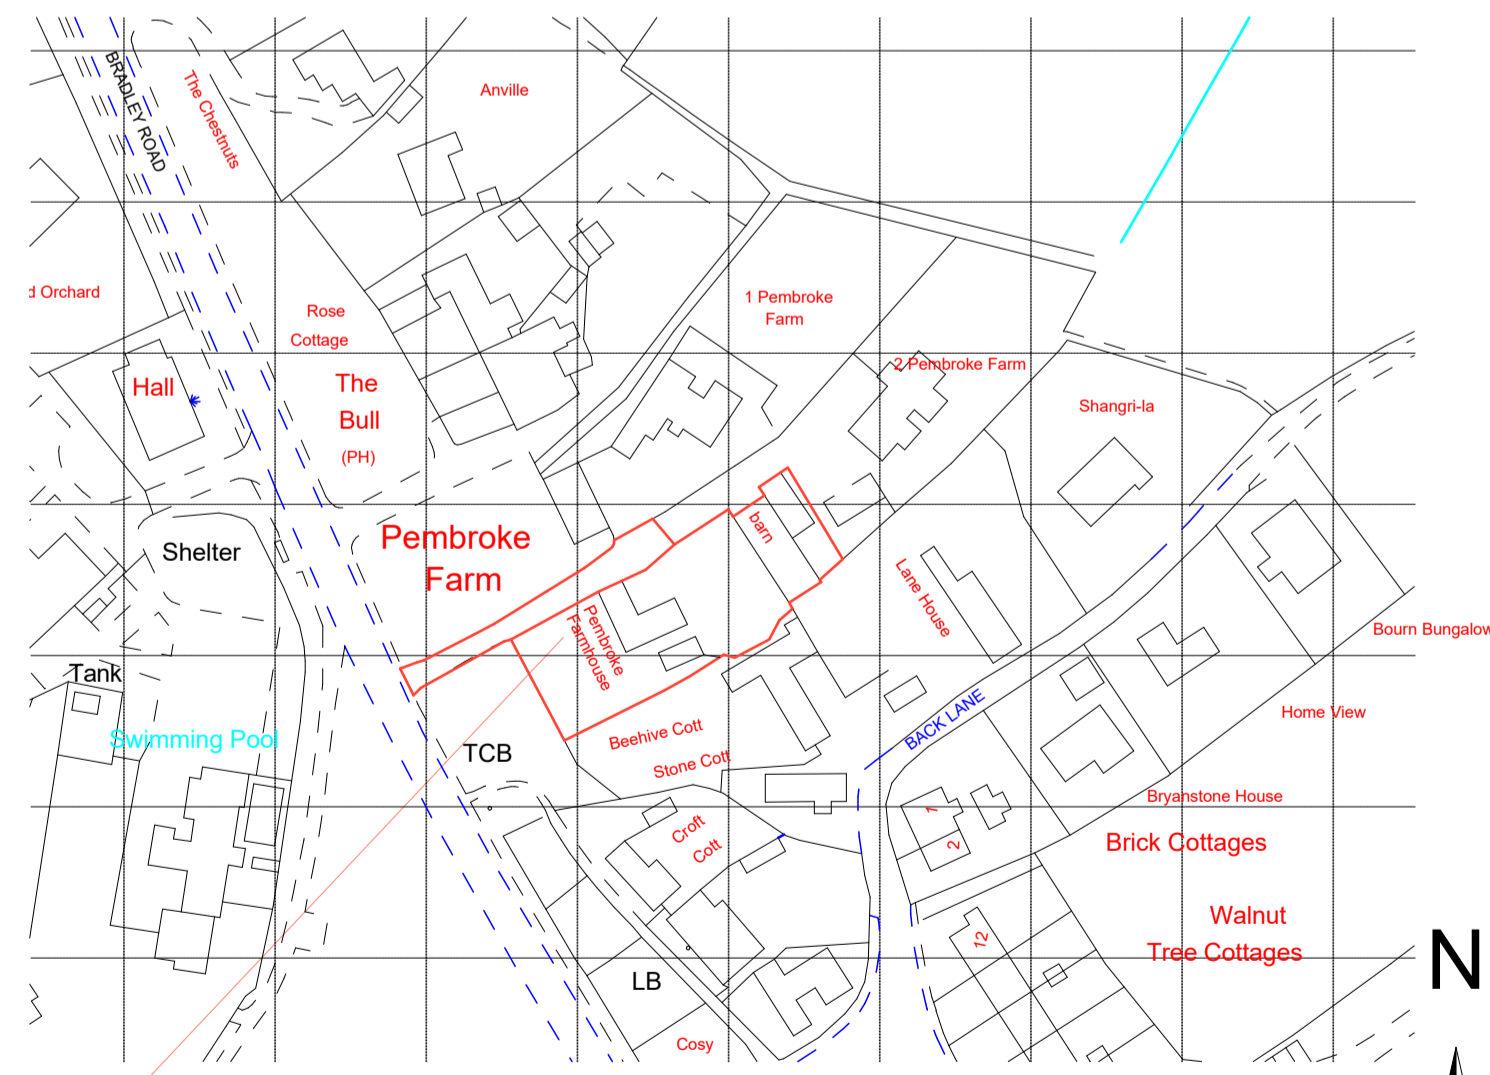 BRADLEY ROAD
The Chestnuts
Anville
d Orchard
Rose
Cottage
1 Pembroke
Farm
2 Pembroke Farm
Hall
The
Bull
(PH)
Shangri-la
Pembroke
Farm
barn
Shelter
Lane House
Pembroke
Farmhouse
Bourn Bungalow
Tank
Swimming Pool
Beehive Cott
Stone Cott
BACK LANE
Home View
TCB
Croft
Cott
1
2
Bryanstone House
Brick Cottages
Walnut
Tree Cottages
12
LB
Cosy
N